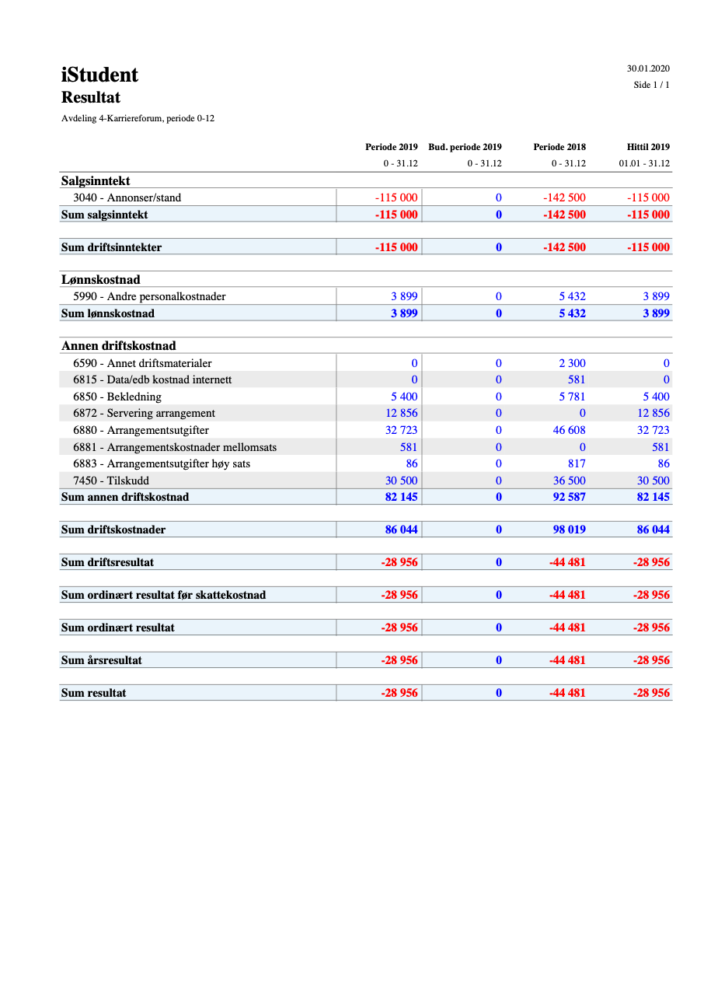 iStudent
30.01.2020
Resultat
Side 1 / 1
Avdeling 4-Karriereforum, periode 0-12
Periode 2019 Bud. periode 2019 Periode 2018 Hittil 2019
0 - 31.12 0 - 31.12 0 - 31.12 01.01 - 31.12
Salgsinntekt
3040 - Annonser/stand -115 000 0 -142 500 -115 000
Sum salgsinntekt -115 000 0 -142 500 -115 000
Sum driftsinntekter -115 000 0 -142 500 -115 000
Lønnskostnad
5990 - Andre personalkostnader 3 899 0 5 432 3 899
Sum lønnskostnad 3 899 0 5 432 3 899
Annen driftskostnad
6590 - Annet driftsmaterialer 0 0 2 300 0
6815 - Data/edb kostnad internett 0 0 581 0
6850 - Bekledning 5 400 0 5 781 5 400
6872 - Servering arrangement 12 856 0 0 12 856
6880 - Arrangementsutgifter 32 723 0 46 608 32 723
6881 - Arrangementskostnader mellomsats 581 0 0 581
6883 - Arrangementsutgifter høy sats 86 0 817 86
7450 - Tilskudd 30 500 0 36 500 30 500
Sum annen driftskostnad 82 145 0 92 587 82 145
Sum driftskostnader 86 044 0 98 019 86 044
Sum driftsresultat -28 956 0 -44 481 -28 956
Sum ordinært resultat før skattekostnad -28 956 0 -44 481 -28 956
Sum ordinært resultat -28 956 0 -44 481 -28 956
Sum årsresultat -28 956 0 -44 481 -28 956
Sum resultat -28 956 0 -44 481 -28 956